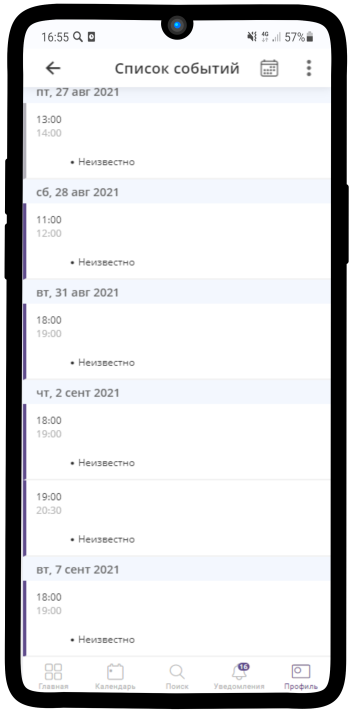 16:55 4G 57%
Список событий
пт, 27 авг 2021
13:00
14:00
• Неизвестно
сб, 28 авг 2021
11:00
12:00
• Неизвестно
вт, 31 авг 2021
18:00
19:00
• Неизвестно
чт, 2 сент 2021
18:00
19:00
• Неизвестно
19:00
20:30
• Неизвестно
вт, 7 сент 2021
18:00
19:00
• Неизвестно
16
Главная Календарь Поиск Уведомления Профиль